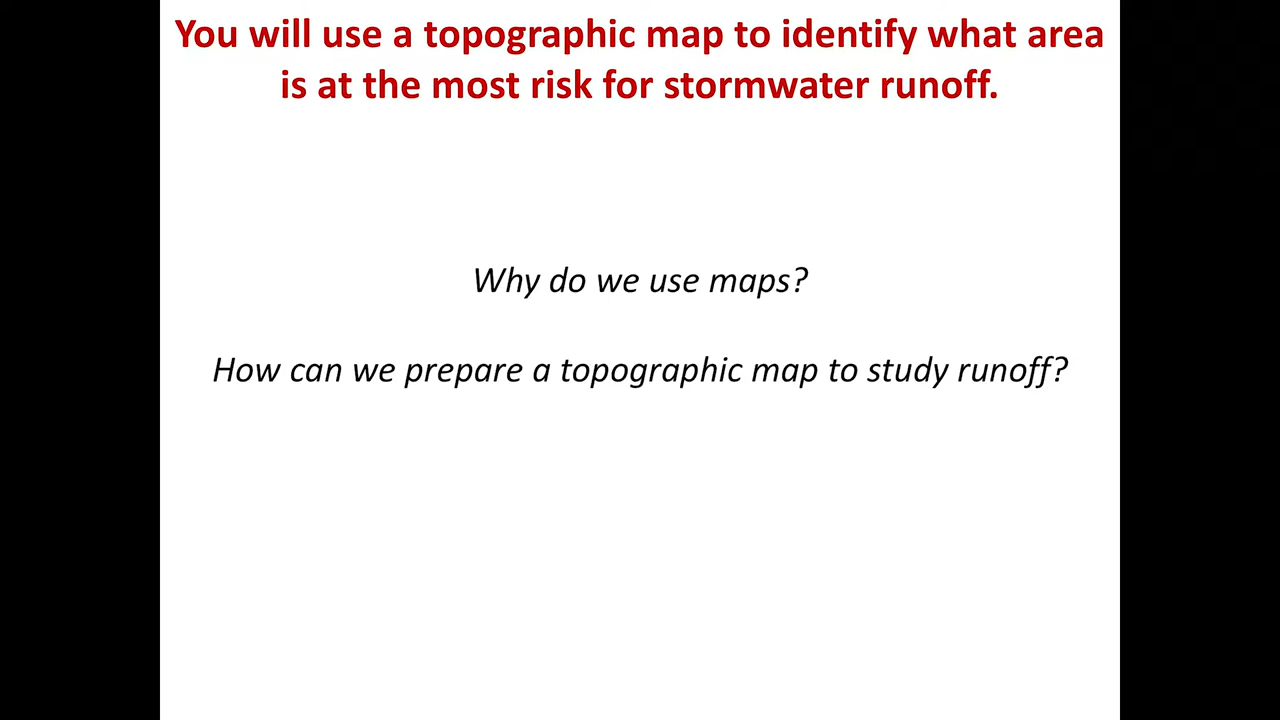 You will use a topographic map to identify what area
is at the most risk for stormwater runoff.
Why do we use maps?
How can we prepare a topographic map to study runoff?